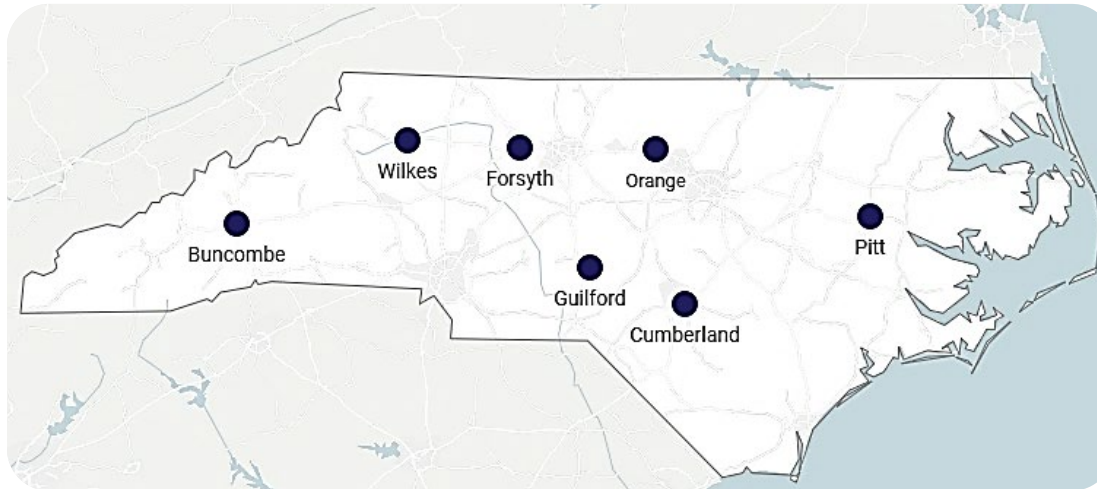 Wilkes
Forsyth
Orange
Buncombe
Pitt
Guilford
Cumberland